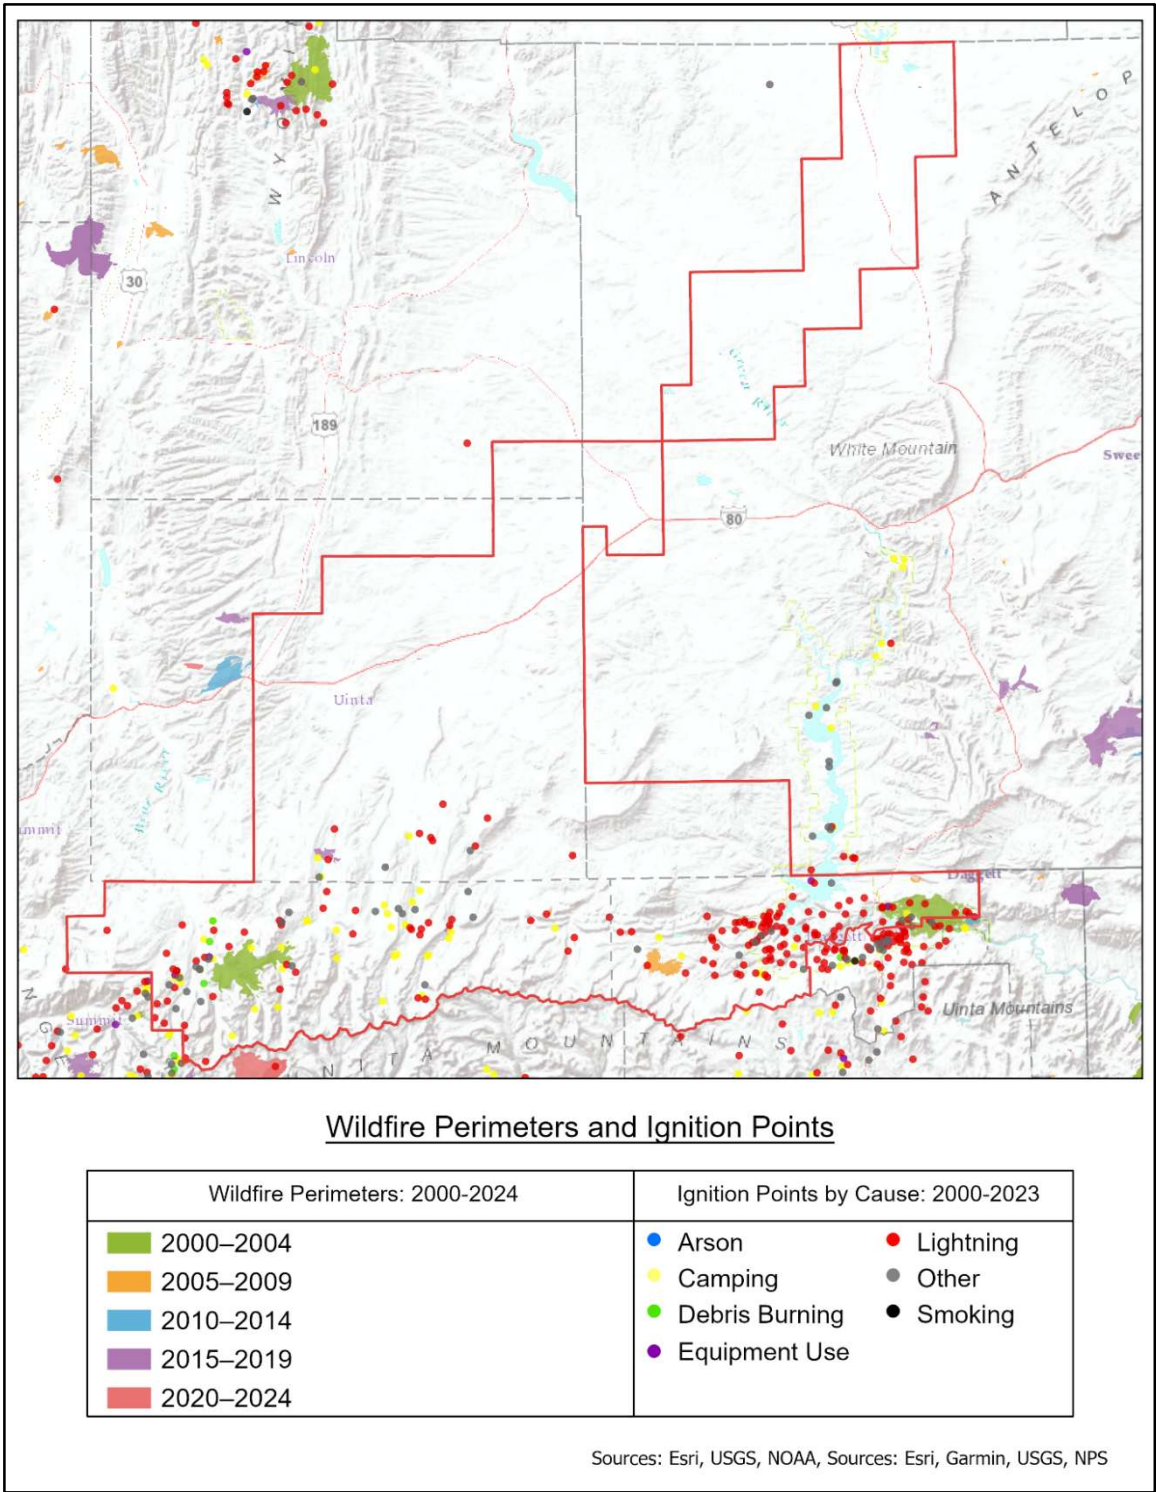 WYO
ANTELOP
Lincoln
30
Green River
189
White Mountain
Swee
80
Uinta
Bear River
ummit
Daggett
Summit
Uinta Mountains
NITA MOUNTAINS
Wildfire Perimeters and Ignition Points
Wildfire Perimeters: 2000-2024
Ignition Points by Cause: 2000-2023
2000–2004
2005–2009
2010–2014
2015–2019
2020–2024
Arson
Camping
Debris Burning
Equipment Use
Lightning
Other
Smoking
Sources: Esri, USGS, NOAA, Sources: Esri, Garmin, USGS, NPS